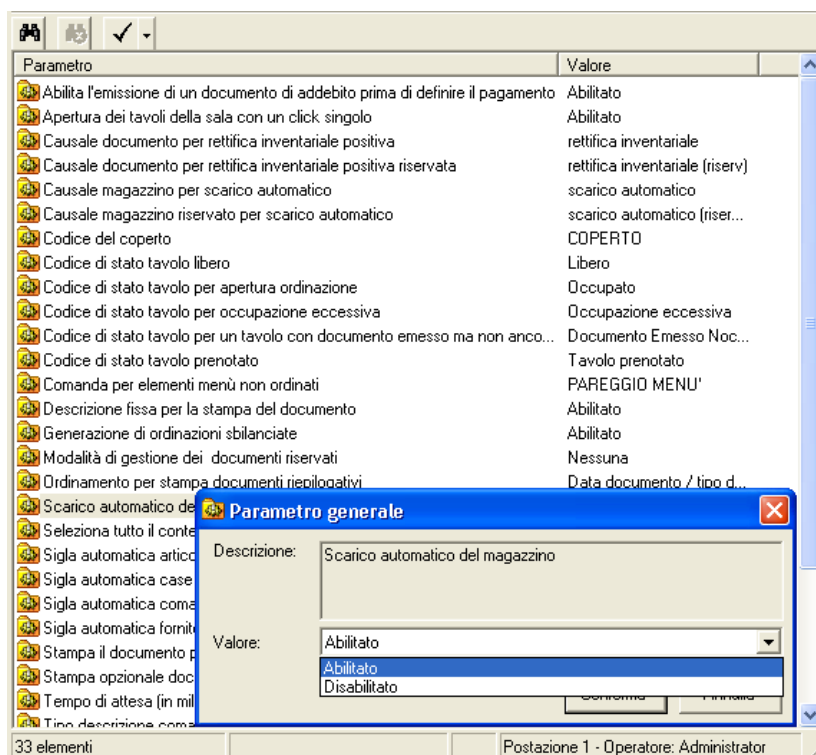 Parametro Valore
Abilita l'emissione di un documento di addebito prima di definire il pagamento Abilitato
Apertura dei tavoli della sala con un click singolo Abilitato
Causale documento per rettifica inventariale positiva rettifica inventariale
Causale documento per rettifica inventariale positiva riservata rettifica inventariale (riserv)
Causale magazzino per scarico automatico scarico automatico
Causale magazzino riservato per scarico automatico scarico automatico (riser...
Codice del coperto COPERTO
Codice di stato tavolo libero Libero
Codice di stato tavolo per apertura ordinazione Occupato
Codice di stato tavolo per occupazione eccessiva Occupazione eccessiva
Codice di stato tavolo per un tavolo con documento emesso ma non anco... Documento Emesso Noc...
Codice di stato tavolo prenotato Tavolo prenotato
Comanda per elementi menù non ordinati PAREGGIO MENU'
Descrizione fissa per la stampa del documento Abilitato
Generazione di ordinazioni sbilanciate Abilitato
Modalità di gestione dei documenti riservati Nessuna
Ordinamento per stampa documenti riepilogativi Data documento / tipo d...
Scarico automatico de
Seleziona tutto il conte
Sigla automatica artico
Sigla automatica case
Sigla automatica coma
Sigla automatica fornit
Stampa il documento p
Stampa opzionale doc
Tempo di attesa (in mil
Tipo descrizione coma
Parametro generale
Descrizione: Scarico automatico del magazzino
Valore: Abilitato
Abilitato
Disabilitato
Conferma Annulla
33 elementi Postazione 1 - Operatore: Administrator